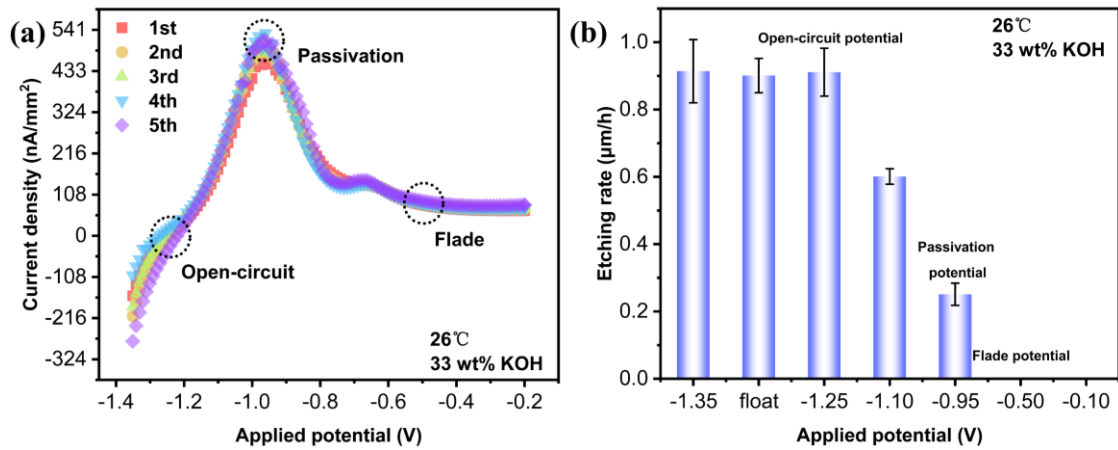 (a)
541
433
324
216
108
0
-108
-216
-324
Current density (nA/mm²)
1st
2nd
3rd
4th
5th
Passivation
Open-circuit
Flade
26℃
33 wt% KOH
-1.4
-1.2
-1.0
-0.8
-0.6
-0.4
-0.2
Applied potential (V)
(b)
1.0
0.8
0.6
0.4
0.2
0.0
Etching rate (μm/h)
26℃
33 wt% KOH
Open-circuit potential
Passivation
potential
Flade potential
-1.35
float
-1.25
-1.10
-0.95
-0.50
-0.10
Applied potential (V)